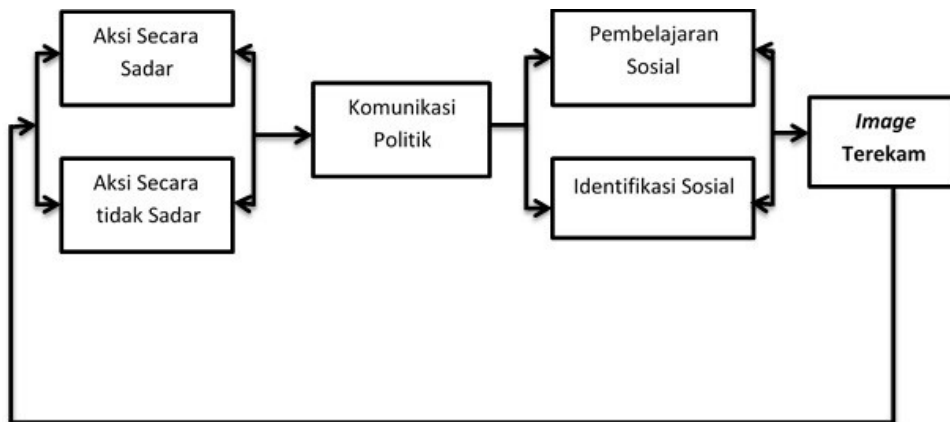 Aksi Secara
Sadar
Aksi Secara
tidak Sadar
Komunikasi
Politik
Pembelajaran
Sosial
Identifikasi Sosial
Image
Terekam